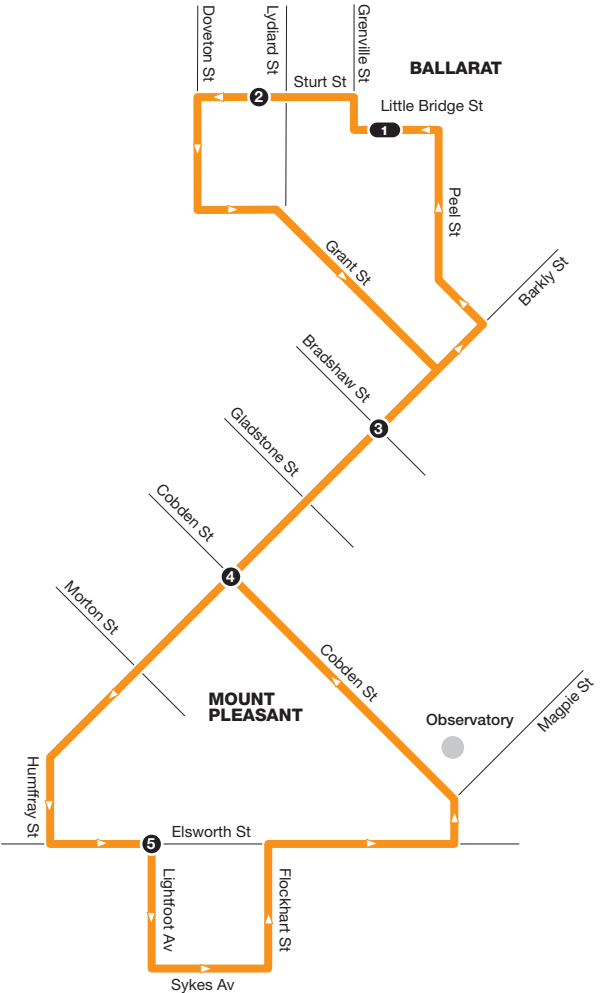 Doveton St
Lydiard St
Grenville St
BALLARAT
Sturt St
2
Little Bridge St
1
Peel St
Grant St
Barkly St
Bradshaw St
3
Gladstone St
Cobden St
4
Morton St
Cobden St
MOUNT
PLEASANT
Observatory
Magpie St
Humffray St
Elsworth St
5
Lightfoot Av
Flockhart St
Sykes Av